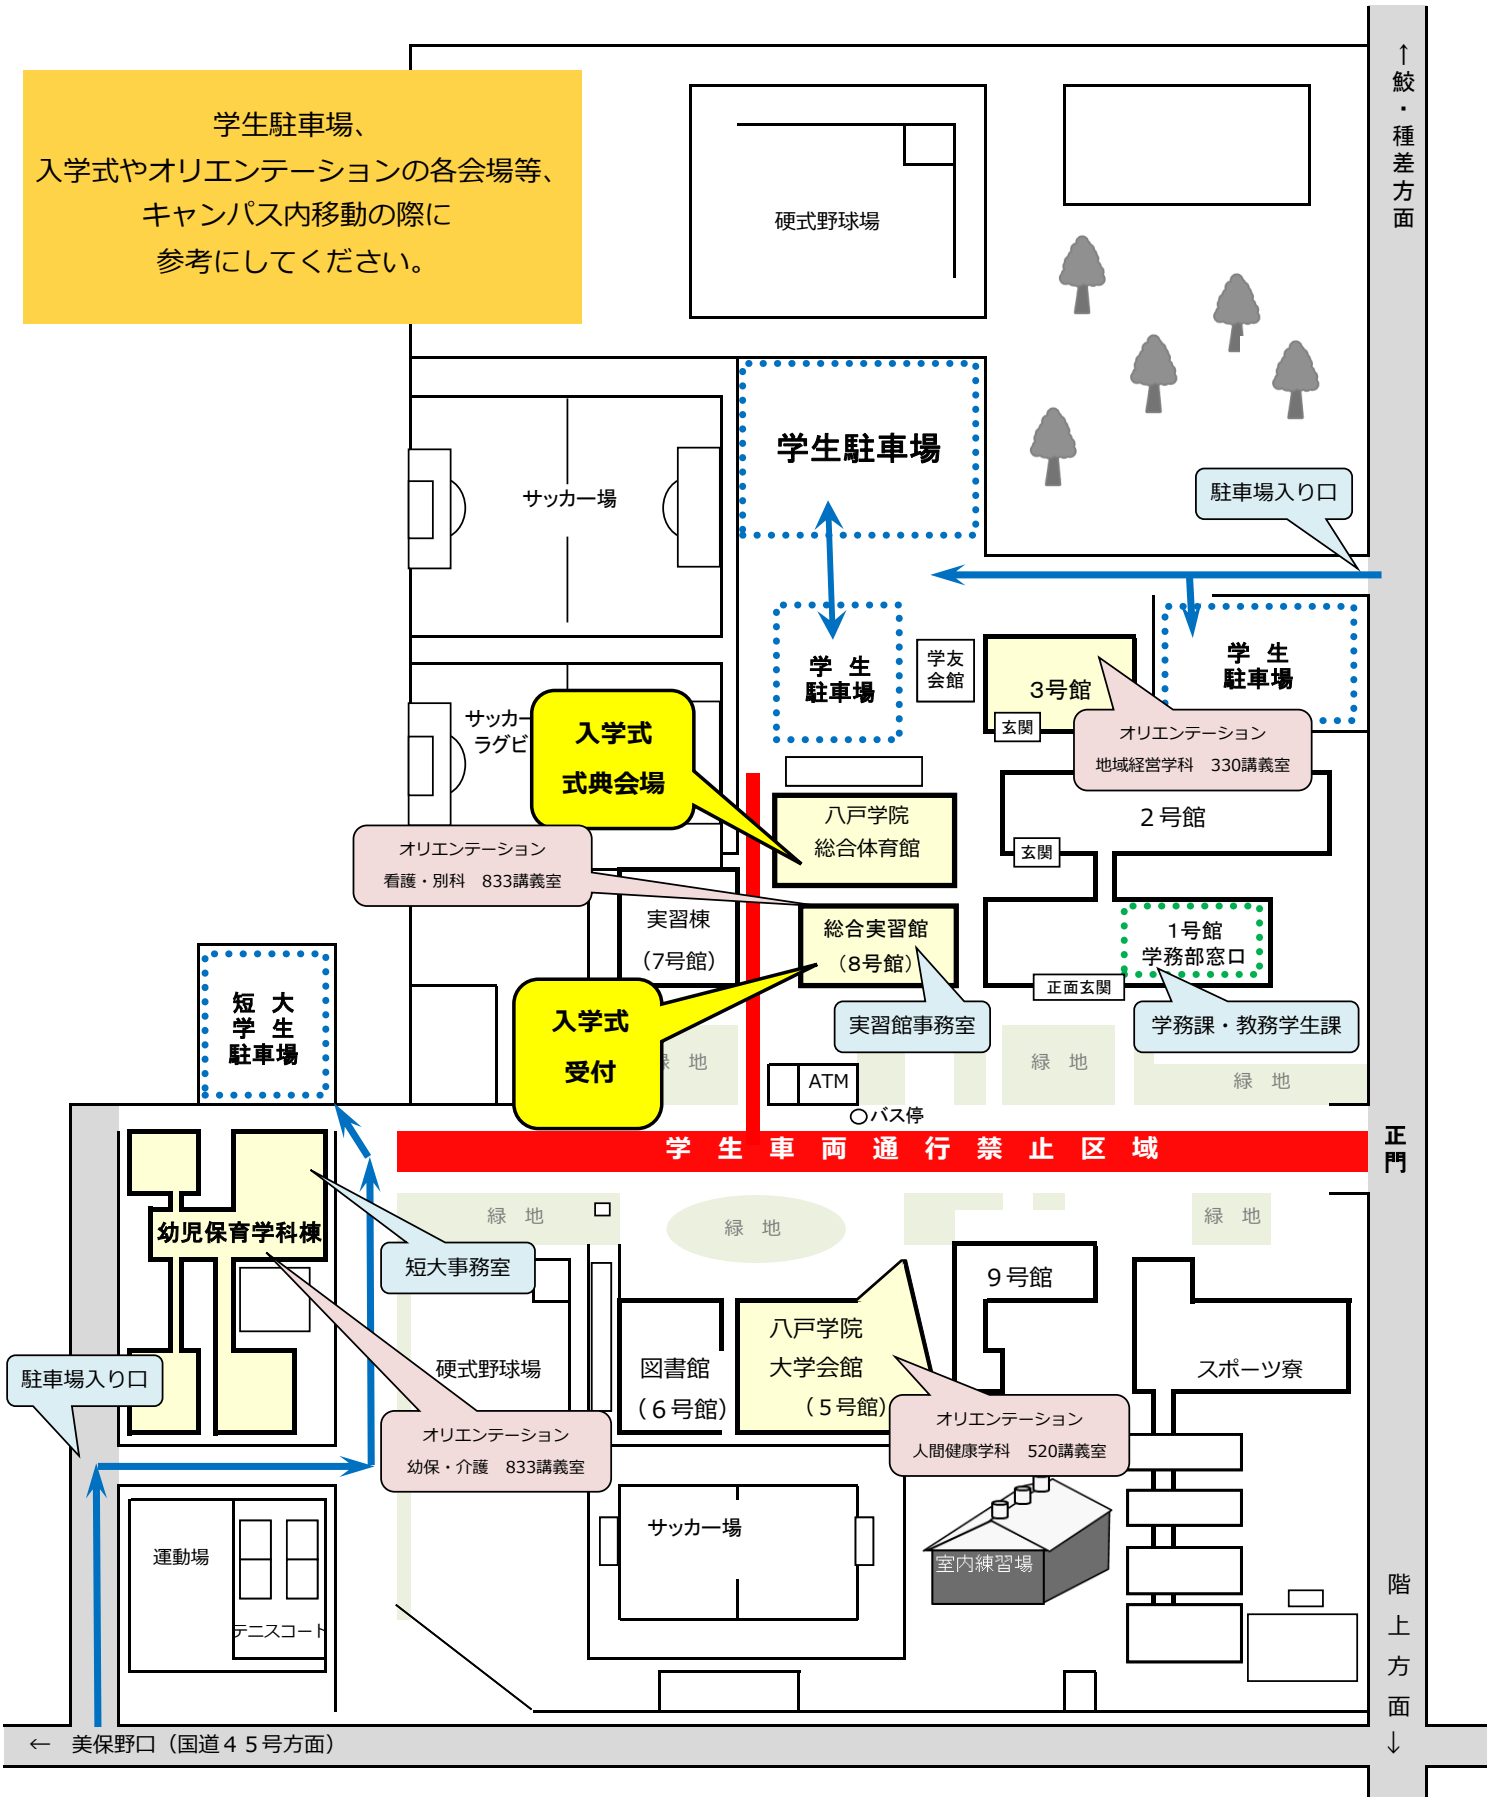 学生駐車場、
入学式やオリエンテーションの各会場等、
キャンパス内移動の際に
参考にしてください。
↑鮫・種差方面
硬式野球場
学生駐車場
サッカー場
駐車場入り口
学 生
駐車場
学友
会館
3号館
玄関
学 生
駐車場
オリエンテーション
地域経営学科 330講義室
サッカー
ラグビ
入学式
式典会場
八戸学院
総合体育館
2号館
玄関
オリエンテーション
看護・別科 833講義室
実習棟
(7号館)
総合実習館
(8号館)
1号館
学務部窓口
正面玄関
短 大
学 生
駐車場
入学式
受付
実習館事務室
学務課・教務学生課
緑 地
緑 地
緑 地
ATM
○バス停
学 生 車 両 通 行 禁 止 区 域
正門
幼児保育学科棟
短大事務室
緑 地
緑 地
緑 地
9号館
八戸学院
大学会館
(5号館)
図書館
(6号館)
硬式野球場
スポーツ寮
駐車場入り口
オリエンテーション
幼保・介護 833講義室
オリエンテーション
人間健康学科 520講義室
サッカー場
室内練習場
運動場
テニスコート
階上方面↓
← 美保野口(国道45号方面)